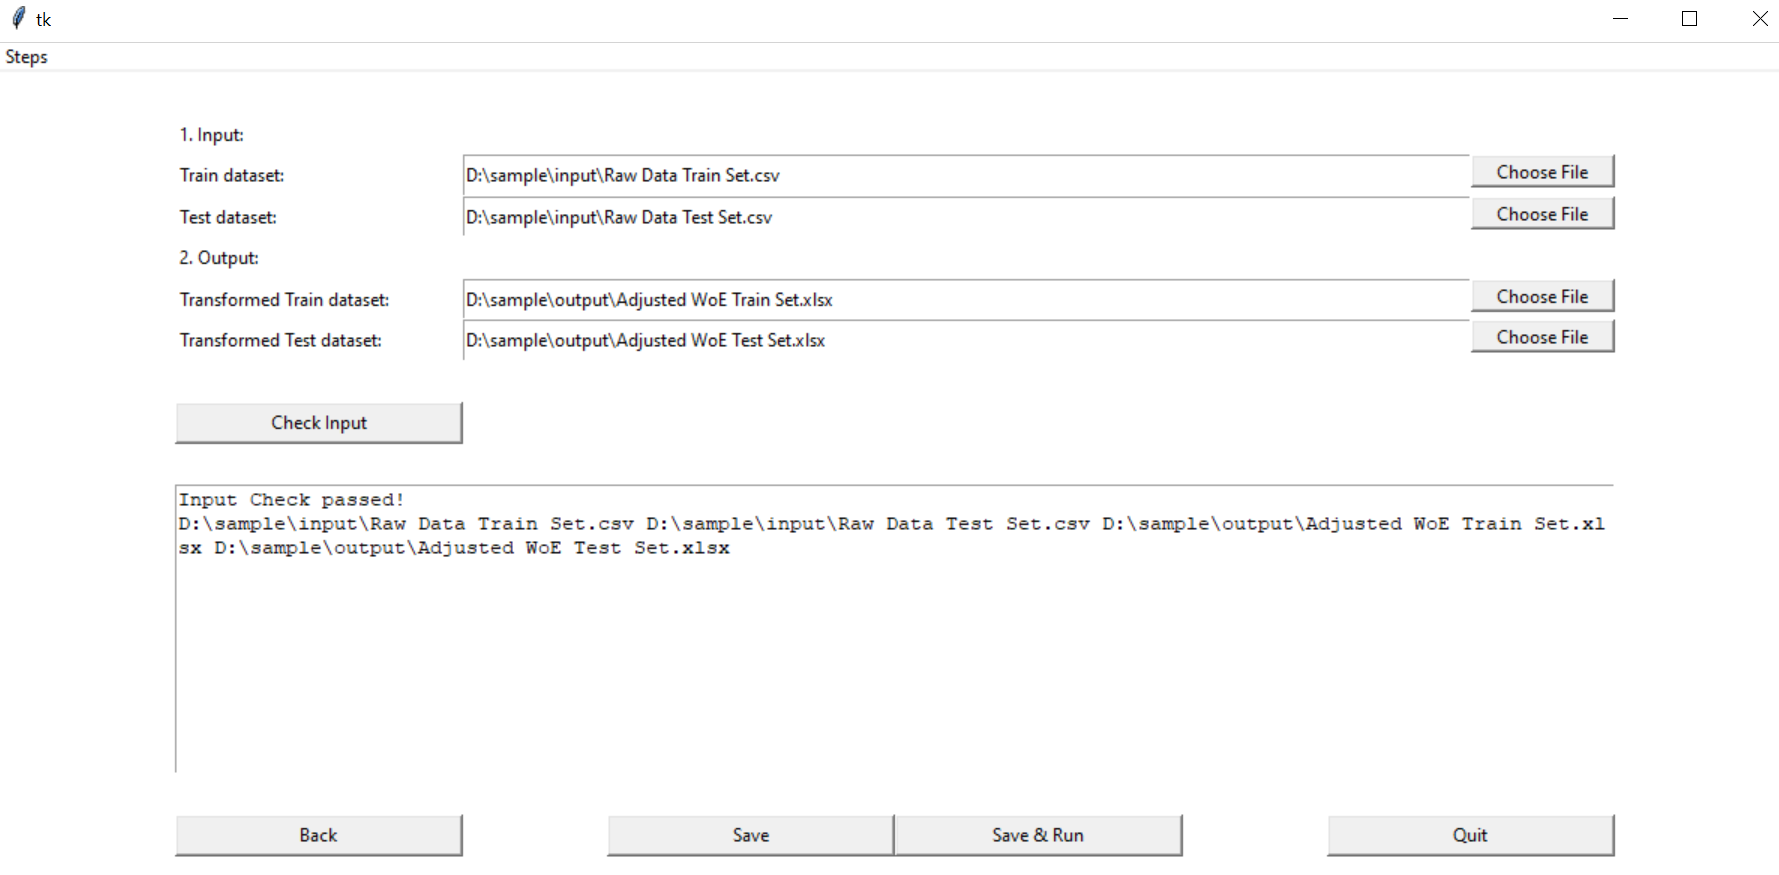 tk
Steps
1. Input:
Train dataset: D:\sample\input\Raw Data Train Set.csv Choose File
Test dataset: D:\sample\input\Raw Data Test Set.csv Choose File
2. Output:
Transformed Train dataset: D:\sample\output\Adjusted WoE Train Set.xlsx Choose File
Transformed Test dataset: D:\sample\output\Adjusted WoE Test Set.xlsx Choose File
Check Input
Input Check passed!
D:\sample\input\Raw Data Train Set.csv D:\sample\input\Raw Data Test Set.csv D:\sample\output\Adjusted WoE Train Set.xl
sx D:\sample\output\Adjusted WoE Test Set.xlsx
Back Save Save & Run Quit